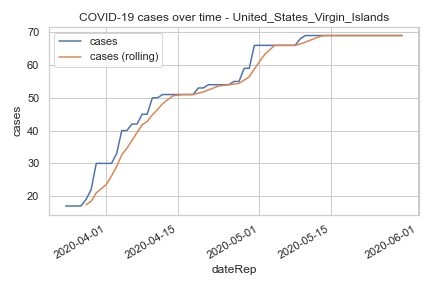 COVID-19 cases over time - United_States_Virgin_Islands
cases
cases (rolling)
70
60
50
40
30
20
cases
2020-04-01
2020-04-15
2020-05-01
2020-05-15
2020-06-01
dateRep